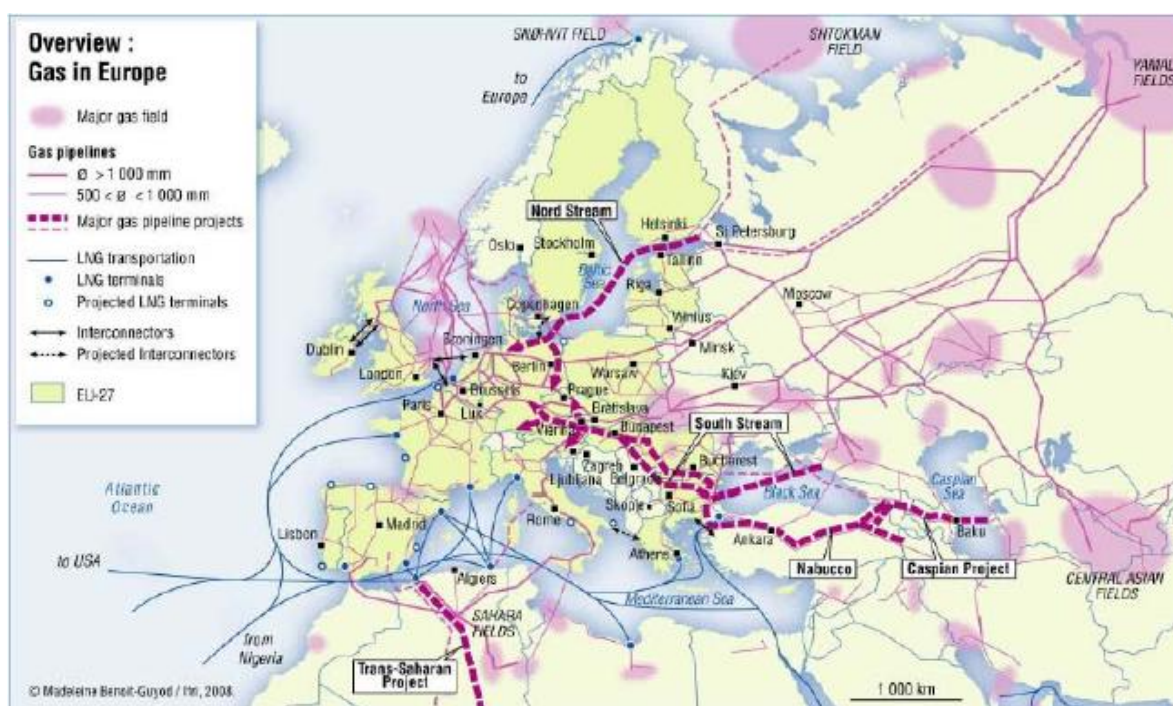 Overview :
Gas in Europe
Major gas field
Gas pipelines
ø > 1 000 mm
500 < ø < 1 000 mm
Major gas pipeline projects
LNG transportation
LNG terminals
Projected LNG terminals
Interconnectors
Projected Interconnectors
EU-27
SNØHVIT FIELD
SHTOKMAN
FIELD
YAMAL
FIELDS
to
Europe
Nord Stream
Helsinki
St Petersburg
Oslo
Stockholm
Tallinn
Baltic
Sea
Riga
Moscow
North Sea
Copenhagen
Vilnius
Dublin
Groningen
Minsk
London
Berlin
Warsaw
Kiev
Brussels
Prague
Paris
Lux
Bratislava
Vienna
Budapest
South Stream
Zagreb
Bucharest
Ljubljana
Belgrade
Black Sea
Caspian
Sea
Atlantic
Ocean
Skopje
Sofia
Rome
Madrid
Lisbon
Ankara
Baku
Athens
Nabucco
Caspian Project
to USA
Algiers
Mediterranean Sea
CENTRAL ASIAN
FIELDS
SAHARA
FIELDS
from
Nigeria
Trans-Saharan
Project
1 000 km
© Madeleine Benoit-Guyod / Ifri, 2008.